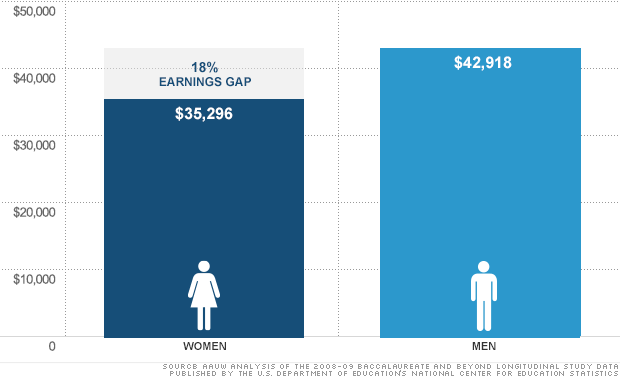 $50,000
$40,000
$30,000
$20,000
$10,000
0
18%
EARNINGS GAP
$35,296
$42,918
WOMEN
MEN
SOURCE: AAUW ANALYSIS OF THE 2008-09 BACCALAUREATE AND BEYOND LONGITUDINAL STUDY DATA
PUBLISHED BY THE U.S. DEPARTMENT OF EDUCATION'S NATIONAL CENTER FOR EDUCATION STATISTICS